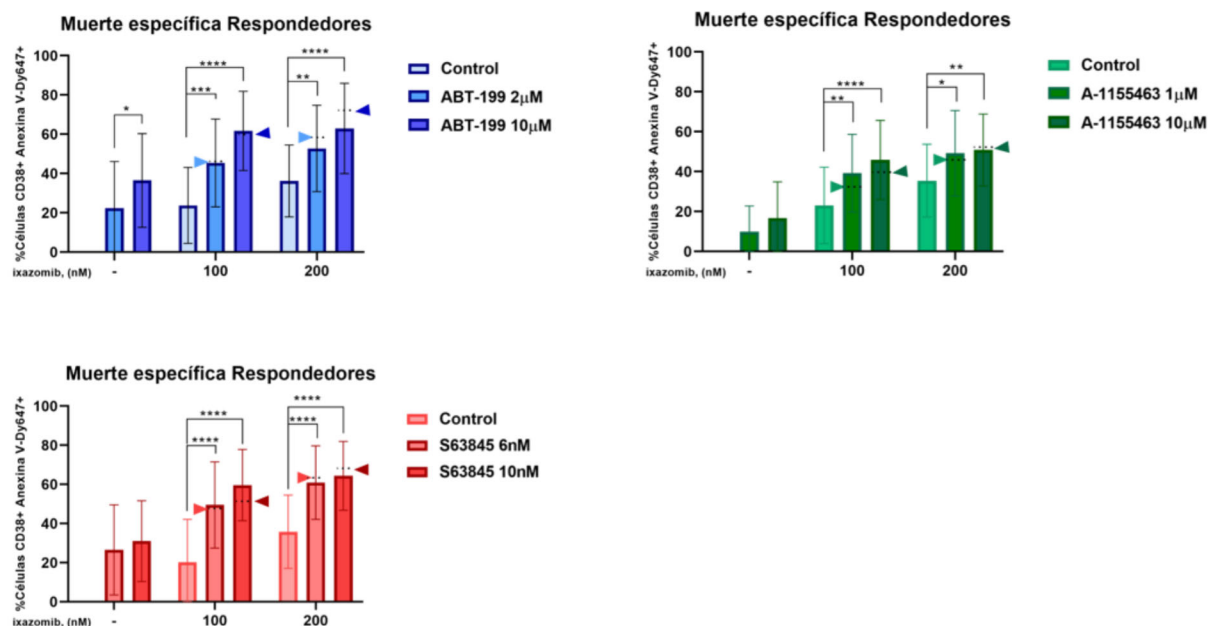 Muerte específica Respondedores
%Células CD38+ Anexina V-Dy647+
100
80
60
40
20
0
*
***
****
**
****
ixazomib, (nM)
-
100
200
Control
ABT-199 2μM
ABT-199 10μM
Muerte específica Respondedores
%Células CD38+ Anexina V-Dy647+
100
80
60
40
20
0
**
****
*
**
ixazomib, (nM)
-
100
200
Control
A-1155463 1μM
A-1155463 10μM
Muerte específica Respondedores
%Células CD38+ Anexina V-Dy647+
100
80
60
40
20
0
****
****
****
****
ixazomib, (nM)
-
100
200
Control
S63845 6nM
S63845 10nM